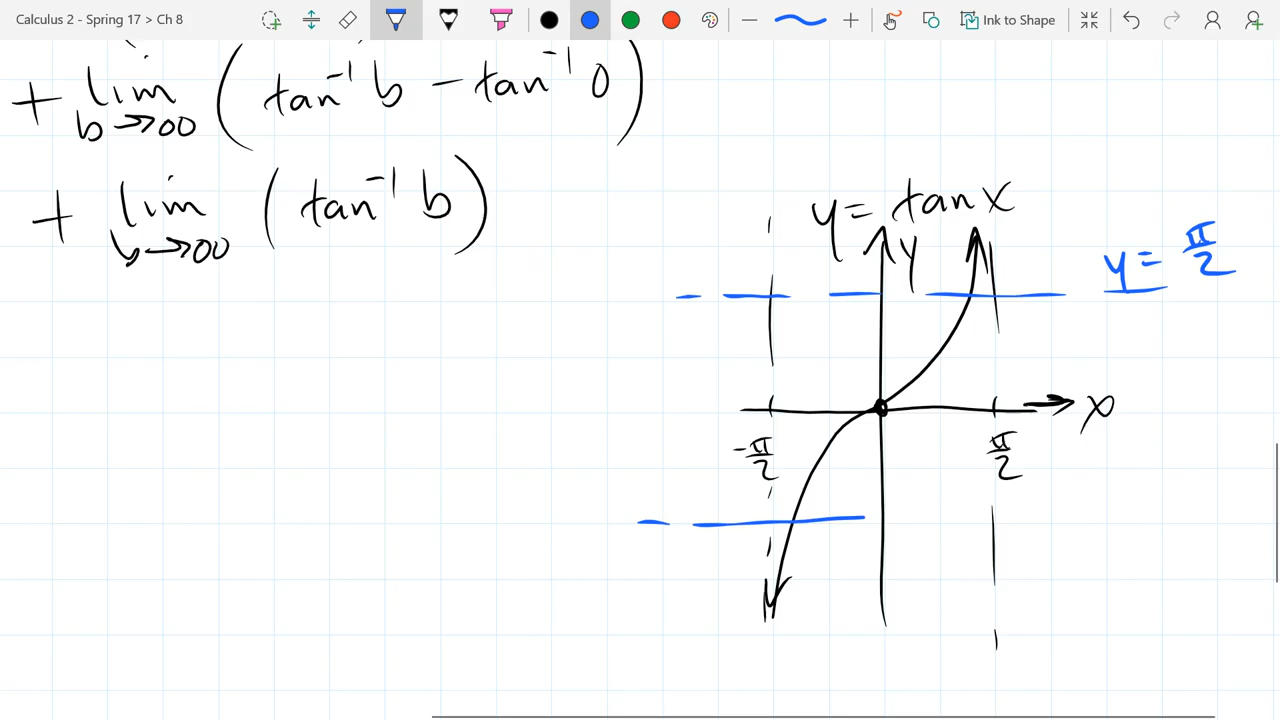 Calculus 2 - Spring 17 > Ch 8
Ink to Shape
+ lim b→∞ ( tan⁻¹ b − tan⁻¹ 0 )
+ lim b→∞ ( tan⁻¹ b )
y = tan x
y
y = π/2
x
-π/2
π/2